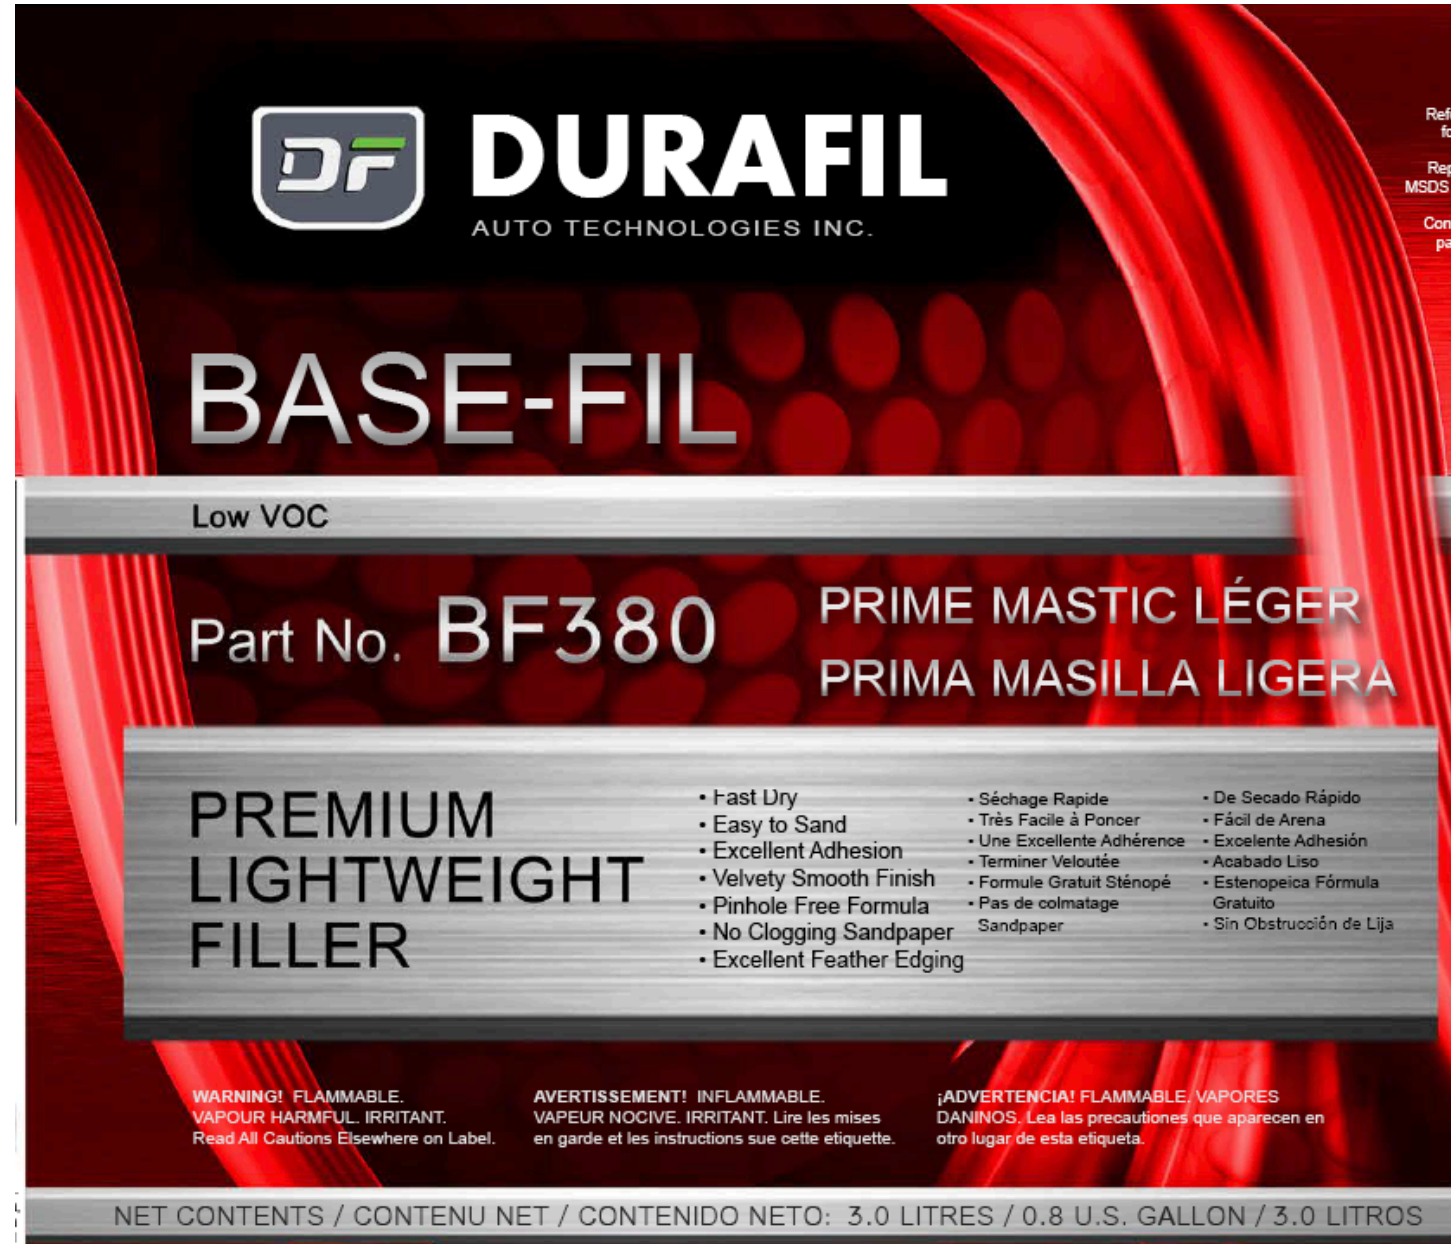 DF DURAFIL
AUTO TECHNOLOGIES INC.
BASE-FIL
Low VOC
Part No. BF380
PRIME MASTIC LÉGER
PRIMA MASILLA LIGERA
PREMIUM
LIGHTWEIGHT
FILLER
• Fast Dry
• Easy to Sand
• Excellent Adhesion
• Velvety Smooth Finish
• Pinhole Free Formula
• No Clogging Sandpaper
• Excellent Feather Edging
• Séchage Rapide
• Très Facile à Poncer
• Une Excellente Adhérence
• Terminer Veloutée
• Formule Gratuit Sténopé
• Pas de colmatage
Sandpaper
• De Secado Rápido
• Fácil de Arena
• Excelente Adhesión
• Acabado Liso
• Estenopeica Fórmula
Gratuito
• Sin Obstrucción de Lija
WARNING! FLAMMABLE.
VAPOUR HARMFUL. IRRITANT.
Read All Cautions Elsewhere on Label.
AVERTISSEMENT! INFLAMMABLE.
VAPEUR NOCIVE. IRRITANT. Lire les mises
en garde et les instructions sue cette etiquette.
¡ADVERTENCIA! FLAMMABLE, VAPORES
DANINOS. Lea las precautiones que aparecen en
otro lugar de esta etiqueta.
NET CONTENTS / CONTENU NET / CONTENIDO NETO: 3.0 LITRES / 0.8 U.S. GALLON / 3.0 LITROS
MSDS